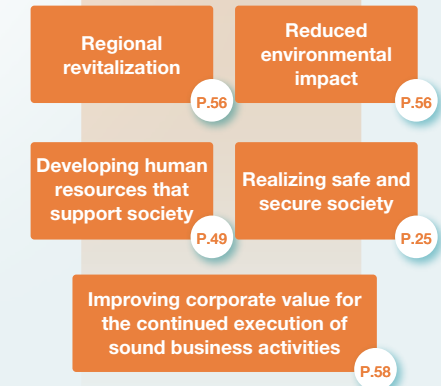 Regional
revitalization
P.56
Reduced
environmental
impact
P.56
Developing human
resources that
support society
P.49
Realizing safe and
secure society
P.25
Improving corporate value for
the continued execution of
sound business activities
P.58